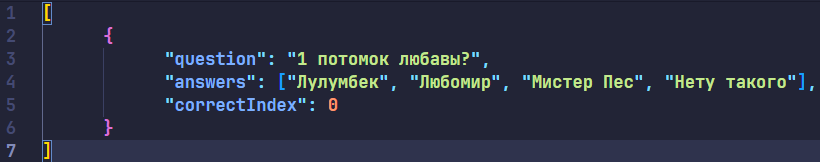 1 [
2 {
3 "question": "1 потомок любавы?",
4 "answers": ["Лулумбек", "Любомир", "Мистер Пес", "Нету такого"],
5 "correctIndex": 0
6 }
7 ]